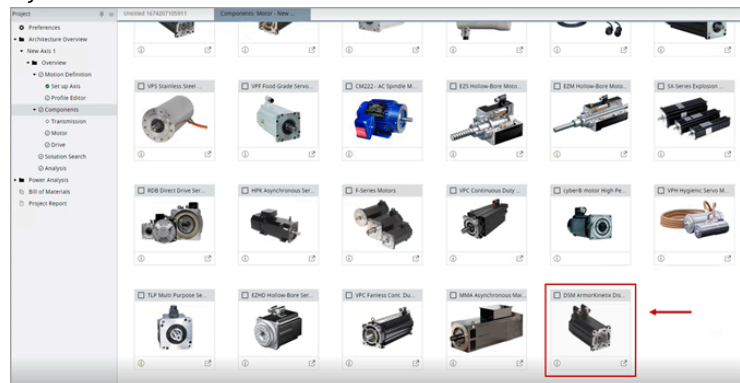 Project
Untitled 1674207105911
Components: Motor - New ...
Preferences
Architecture Overview
New Axis 1
Overview
Motion Definition
Set up Axis
Profile Editor
Components
Transmission
Motor
Drive
Solution Search
Analysis
Power Analysis
Bill of Materials
Project Report
VPS Stainless Steel ...
VPF Food Grade Servo...
CM222 - AC Spindle M...
EZS Hollow-Bore Moto...
EZM Hollow-Bore Moto...
SA Series Explosion ...
RDB Direct Drive Ser...
HPK Asynchronous Ser...
F-Series Motors
VPC Continuous Duty ...
cyber® motor High Pe...
VPH Hygienic Servo M...
TLP Multi Purpose Se...
EZHD Hollow-Bore Ser...
VPC Fanless Cont. Du...
MMA Asynchronous Mai...
DSM ArmorKinetix Dis...